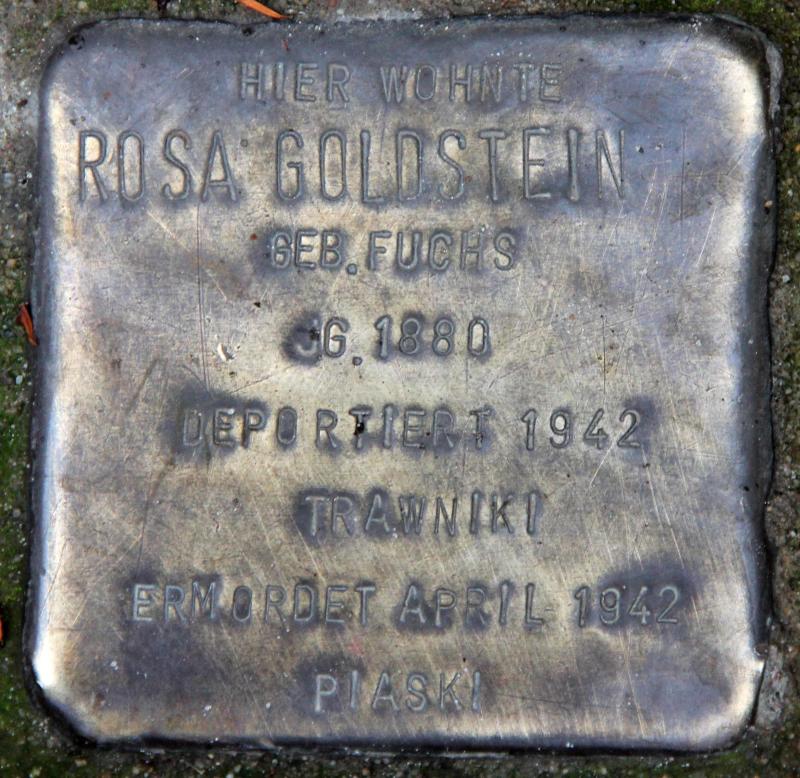 HIER WOHNTE
ROSA GOLDSTEIN
GEB. FUCHS
JG. 1880
DEPORTIERT 1942
TRAWNIKI
ERMORDET APRIL 1942
PIASKI